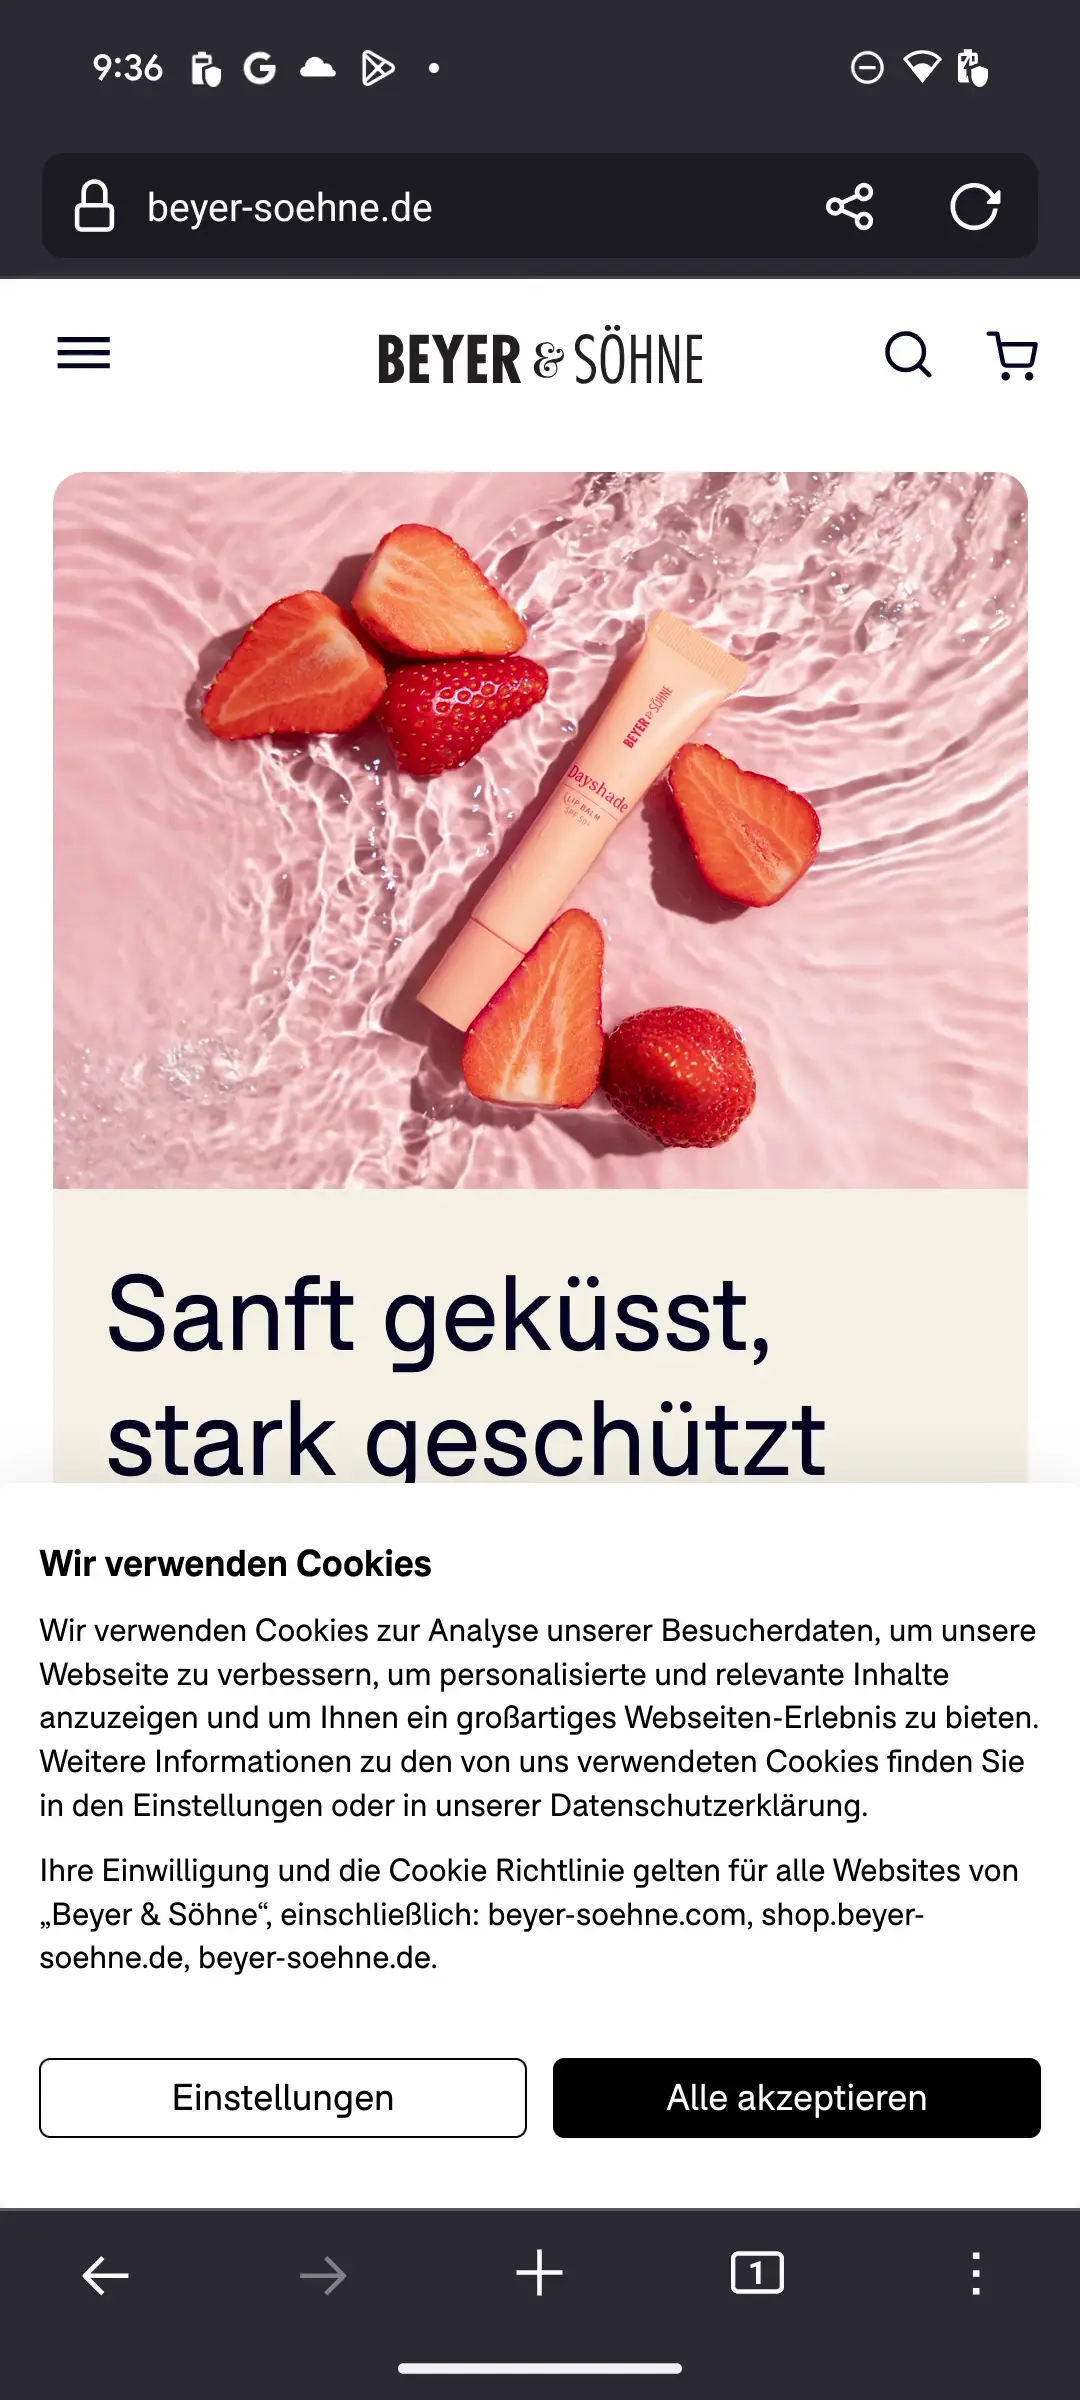 9:36
beyer-soehne.de
BEYER & SÖHNE
BEYER & SÖHNE
Dayshade
LIP BALM
SPF 50+
Sanft geküsst,
stark geschützt
Wir verwenden Cookies
Wir verwenden Cookies zur Analyse unserer Besucherdaten, um unsere
Webseite zu verbessern, um personalisierte und relevante Inhalte
anzuzeigen und um Ihnen ein großartiges Webseiten-Erlebnis zu bieten.
Weitere Informationen zu den von uns verwendeten Cookies finden Sie
in den Einstellungen oder in unserer Datenschutzerklärung.
Ihre Einwilligung und die Cookie Richtlinie gelten für alle Websites von
„Beyer & Söhne“, einschließlich: beyer-soehne.com, shop.beyer-
soehne.de, beyer-soehne.de.
Einstellungen
Alle akzeptieren
1